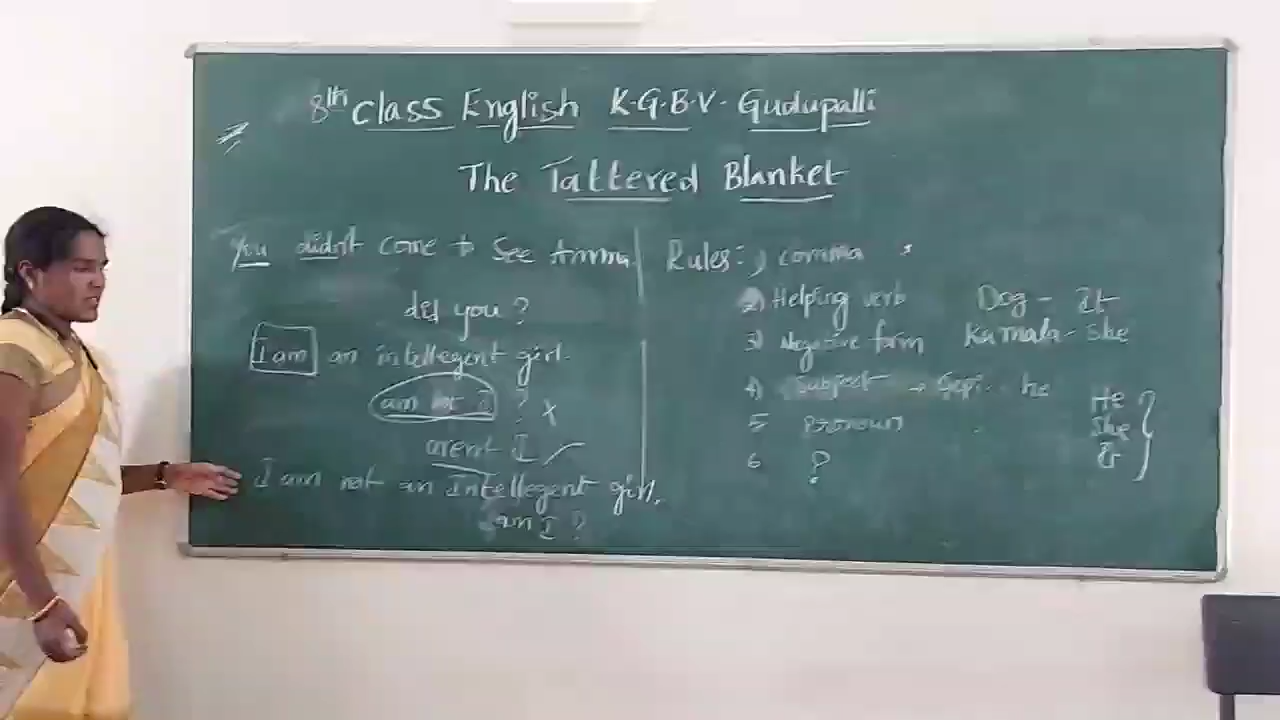 8th Class English K.G.B.V. Gudupalli
The Tattered Blanket
You didn't come to see Amma.
did you?
I am an intellegent girl.
am not I ? x
arent I ✓
I am not an Intellegent girl.
am I ?
Rules: 1) comma ,
2) Helping verb Dog - It
3) Negative form Kamala - She
4) Subject → Gopi he
5 pronoun
6 ?
He
She
It